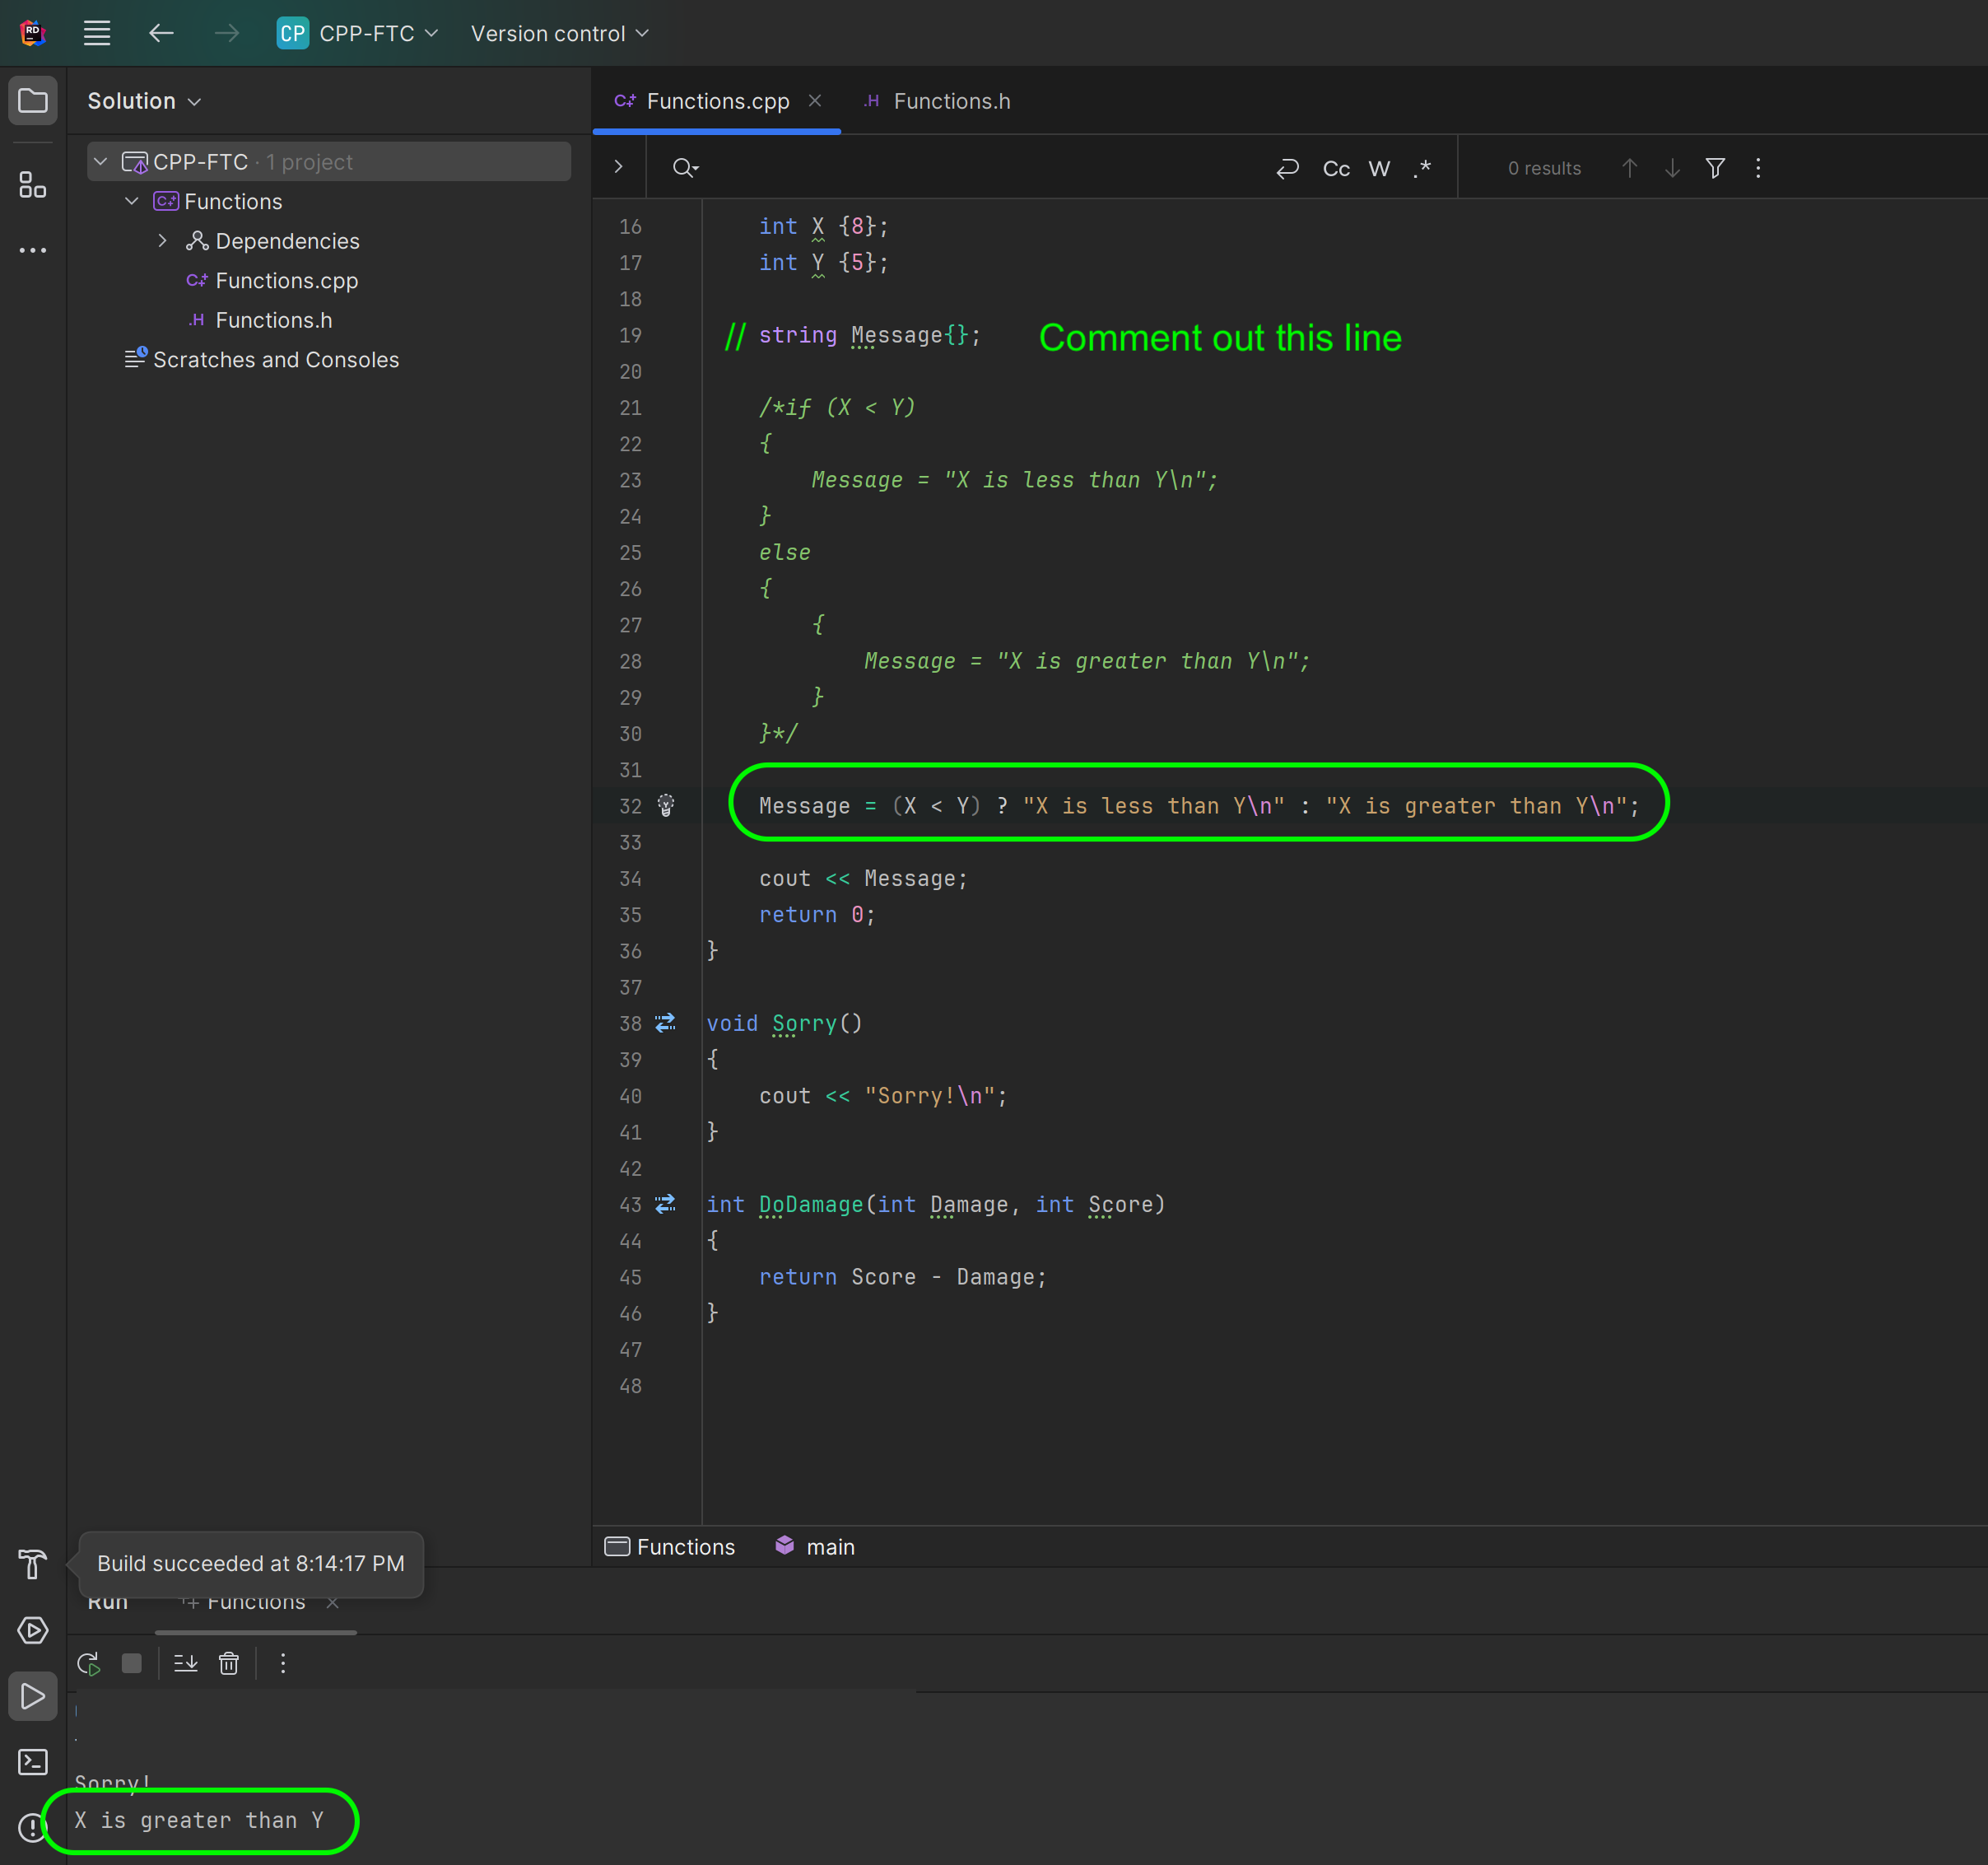 RD
CP CPP-FTC Version control
Solution
Functions.cpp Functions.h
CPP-FTC · 1 project
Functions
Dependencies
C++ Functions.cpp
.H Functions.h
Scratches and Consoles
Cc W .* 0 results
16 int X {8};
17 int Y {5};
18
19 // string Message{}; Comment out this line
20
21 /*if (X < Y)
22 {
23 Message = "X is less than Y\n";
24 }
25 else
26 {
27 {
28 Message = "X is greater than Y\n";
29 }
30 }*/
31
32 Message = (X < Y) ? "X is less than Y\n" : "X is greater than Y\n";
33
34 cout << Message;
35 return 0;
36 }
37
38 void Sorry()
39 {
40 cout << "Sorry!\n";
41 }
42
43 int DoDamage(int Damage, int Score)
44 {
45 return Score - Damage;
46 }
47
48
Functions main
Build succeeded at 8:14:17 PM
Run Functions
Sorry!
X is greater than Y